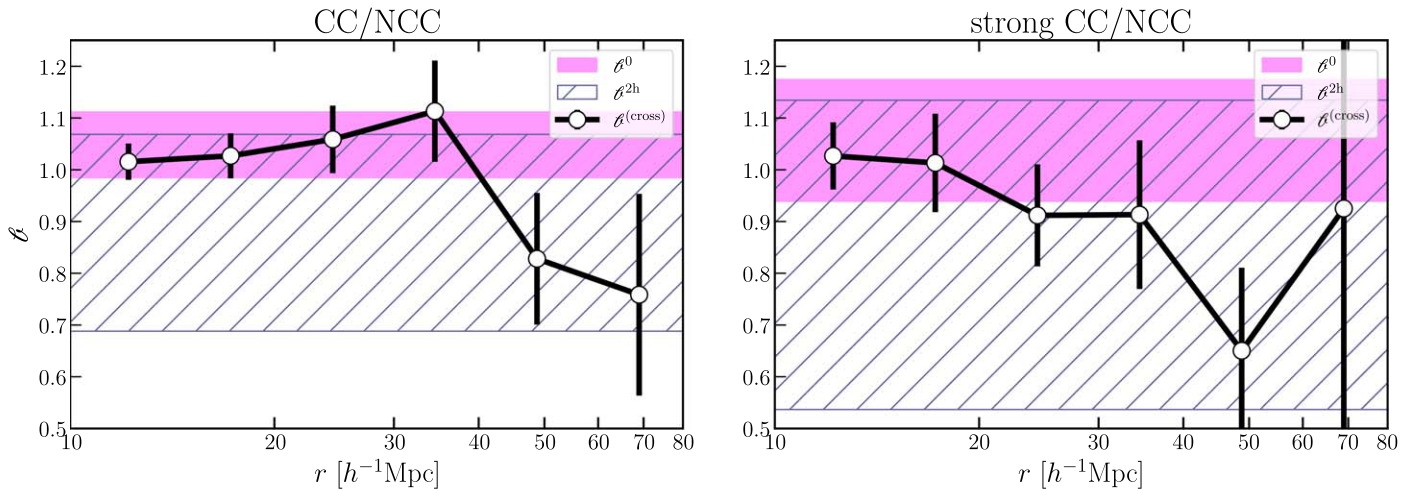 CC/NCC
1.2
1.1
1.0
0.9
0.8
0.7
0.6
0.5
𝒷
10 20 30 40 50 60 70 80
r [h⁻¹Mpc]
𝒷⁰
𝒷²ʰ
𝒷⁽ᶜʳᵒˢˢ⁾
strong CC/NCC
1.2
1.1
1.0
0.9
0.8
0.7
0.6
0.5
10 20 30 40 50 60 70 80
r [h⁻¹Mpc]
𝒷⁰
𝒷²ʰ
𝒷⁽ᶜʳᵒˢˢ⁾